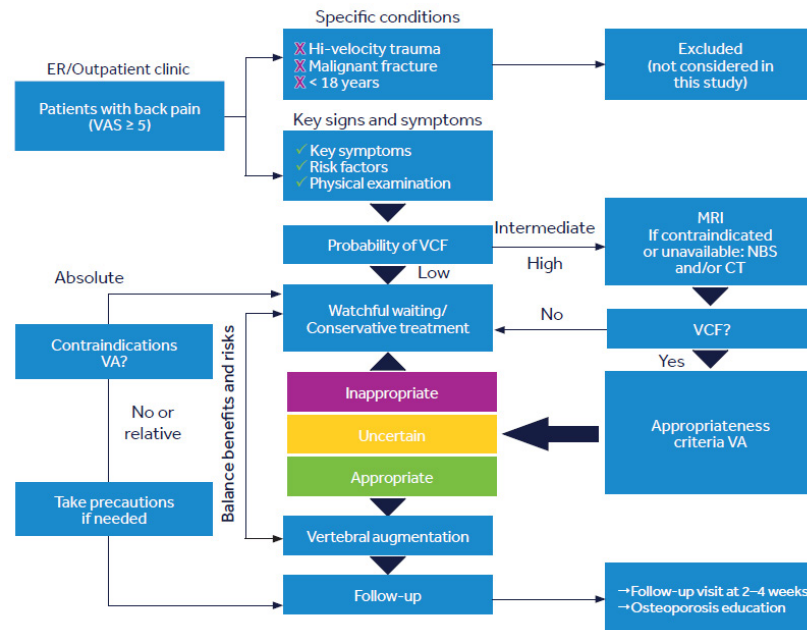 Specific conditions
X Hi-velocity trauma
X Malignant fracture
X < 18 years
Excluded
(not considered in
this study)
ER/Outpatient clinic
Patients with back pain
(VAS ≥ 5)
Key signs and symptoms
✓ Key symptoms
✓ Risk factors
✓ Physical examination
Probability of VCF
Intermediate
High
Low
MRI
If contraindicated
or unavailable: NBS
and/or CT
Absolute
Watchful waiting/
Conservative treatment
No
VCF?
Yes
Contraindications
VA?
No or
relative
Balance benefits and risks
Inappropriate
Uncertain
Appropriate
Appropriateness
criteria VA
Take precautions
if needed
Vertebral augmentation
Follow-up
→Follow-up visit at 2–4 weeks
→Osteoporosis education